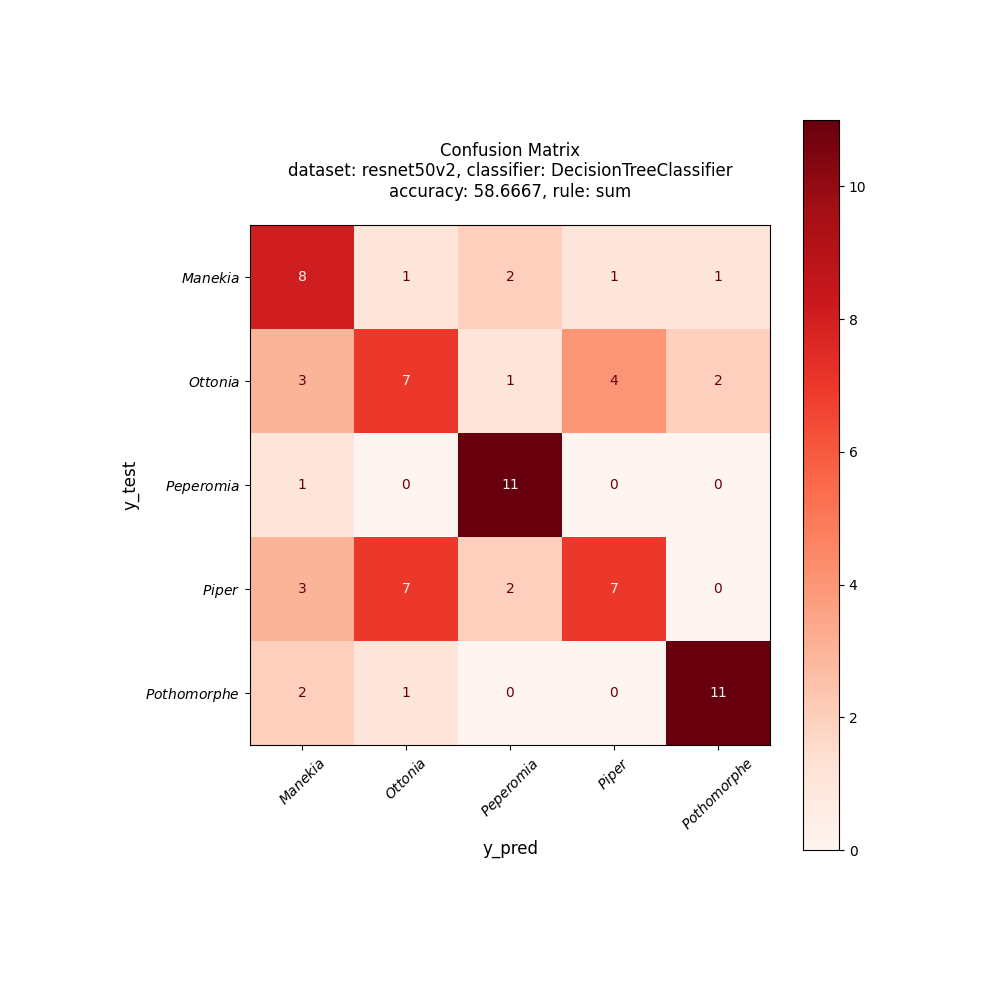 Confusion Matrix
dataset: resnet50v2, classifier: DecisionTreeClassifier
accuracy: 58.6667, rule: sum
Manekia 8 1 2 1 1
Ottonia 3 7 1 4 2
Peperomia 1 0 11 0 0
Piper 3 7 2 7 0
Pothomorphe 2 1 0 0 11
Manekia Ottonia Peperomia Piper Pothomorphe
y_test
y_pred
10
8
6
4
2
0